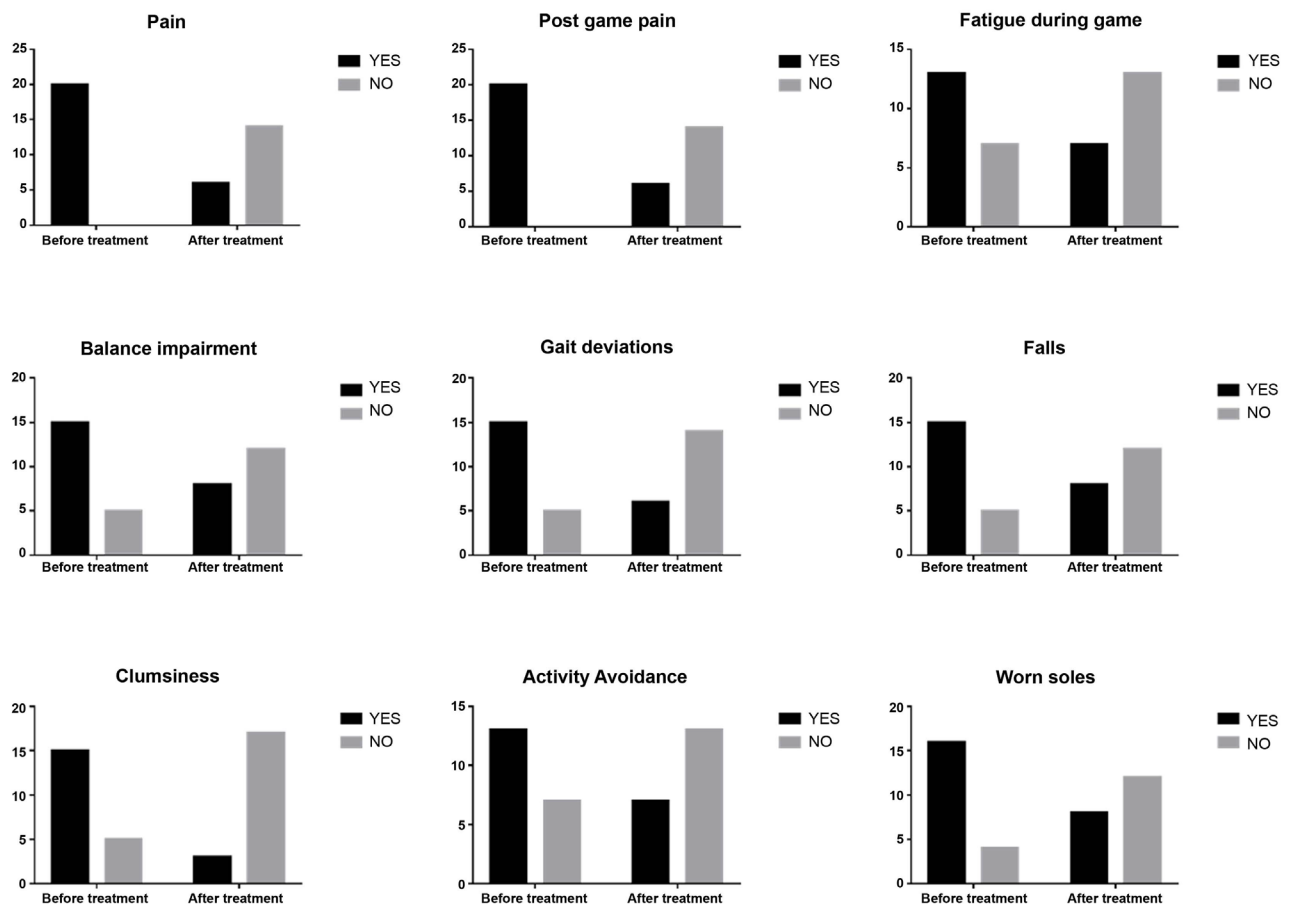 Pain
25
20
15
10
5
0
Before treatment
After treatment
YES
NO
Post game pain
25
20
15
10
5
0
Before treatment
After treatment
YES
NO
Fatigue during game
15
10
5
0
Before treatment
After treatment
YES
NO
Balance impairment
20
15
10
5
0
Before treatment
After treatment
YES
NO
Gait deviations
20
15
10
5
0
Before treatment
After treatment
YES
NO
Falls
20
15
10
5
0
Before treatment
After treatment
YES
NO
Clumsiness
20
15
10
5
0
Before treatment
After treatment
YES
NO
Activity Avoidance
15
10
5
0
Before treatment
After treatment
YES
NO
Worn soles
20
15
10
5
0
Before treatment
After treatment
YES
NO